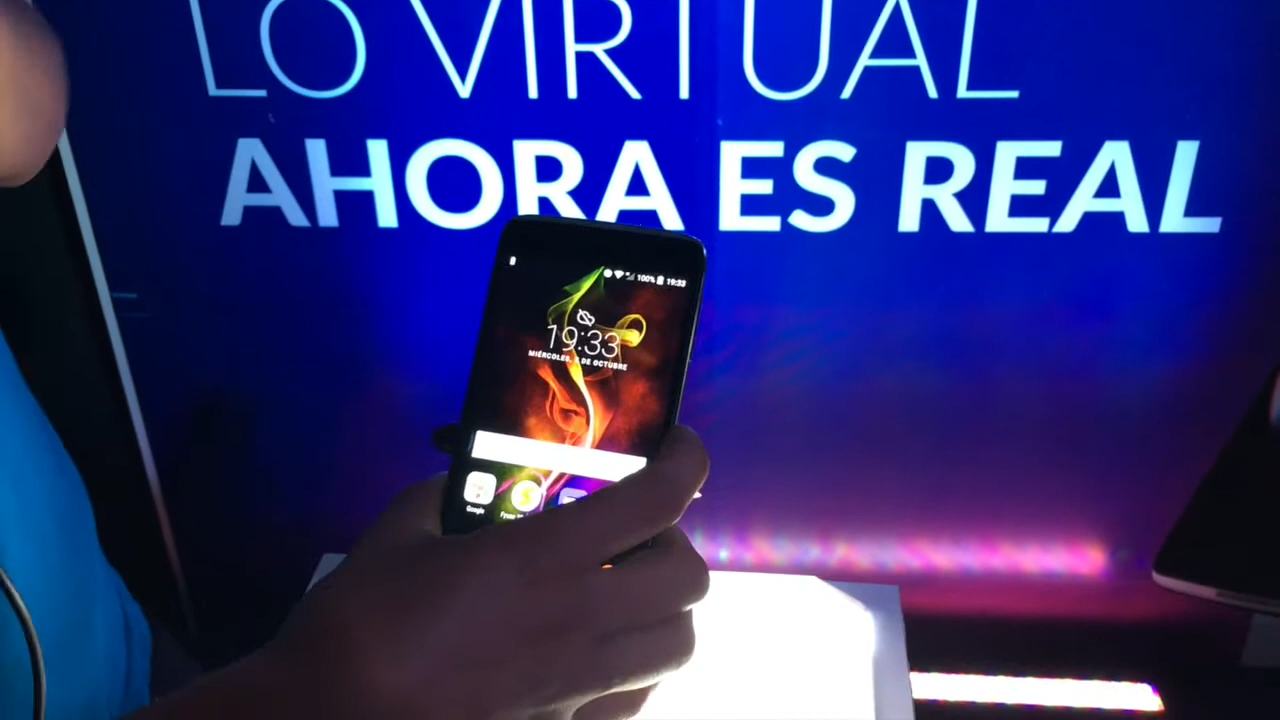 LO VIRTUAL
AHORA ES REAL
100% 19:33
19:33
MIÉRCOLES, DE OCTUBRE
Google